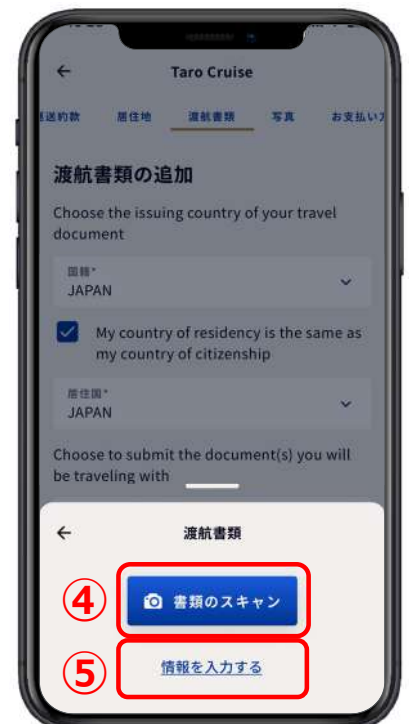 ←
Taro Cruise
運送約款 居住地 渡航書類 写真 お支払い方
渡航書類の追加
Choose the issuing country of your travel
document
国籍*
JAPAN
My country of residency is the same as
my country of citizenship
居住国*
JAPAN
Choose to submit the document(s) you will
be traveling with
← 渡航書類
④ 書類のスキャン
⑤ 情報を入力する